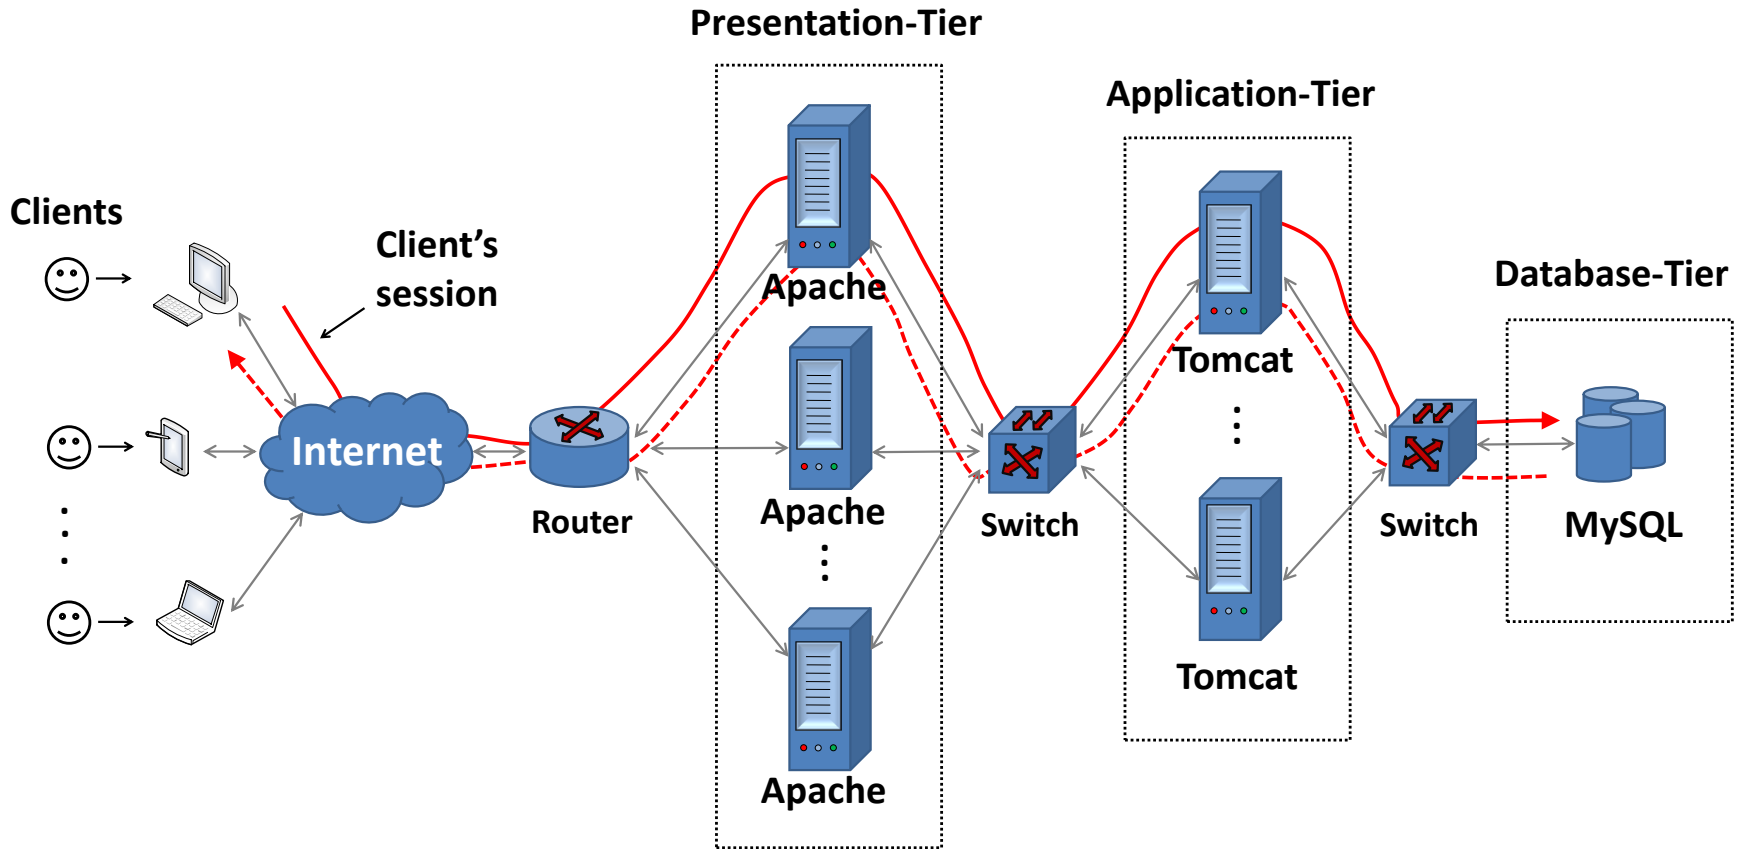 Presentation-Tier
Application-Tier
Clients
Client's
session
Database-Tier
Apache
Tomcat
Internet
Router
Apache
Switch
Switch
MySQL
Tomcat
Apache